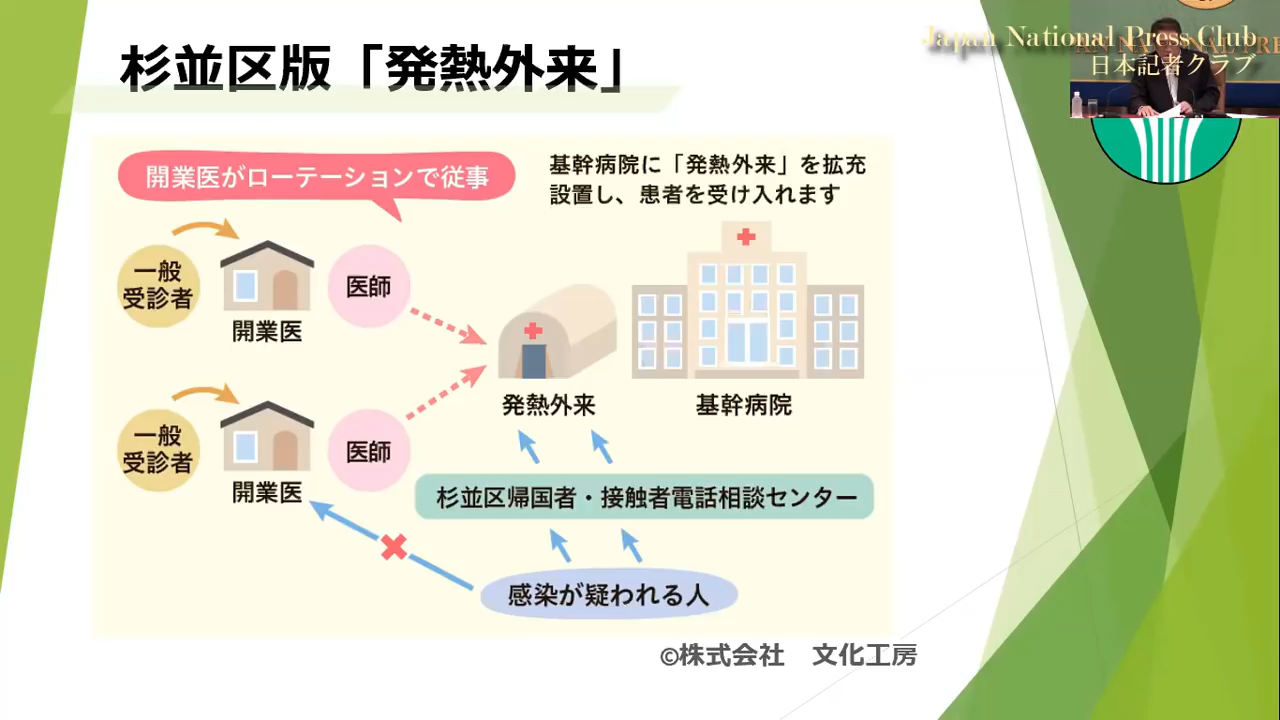 杉並区版「発熱外来」
Japan National Press Club
日本記者クラブ
開業医がローテーションで従事
基幹病院に「発熱外来」を拡充
設置し、患者を受け入れます
一般
受診者
開業医
医師
発熱外来
基幹病院
一般
受診者
開業医
医師
杉並区帰国者・接触者電話相談センター
感染が疑われる人
©株式会社 文化工房